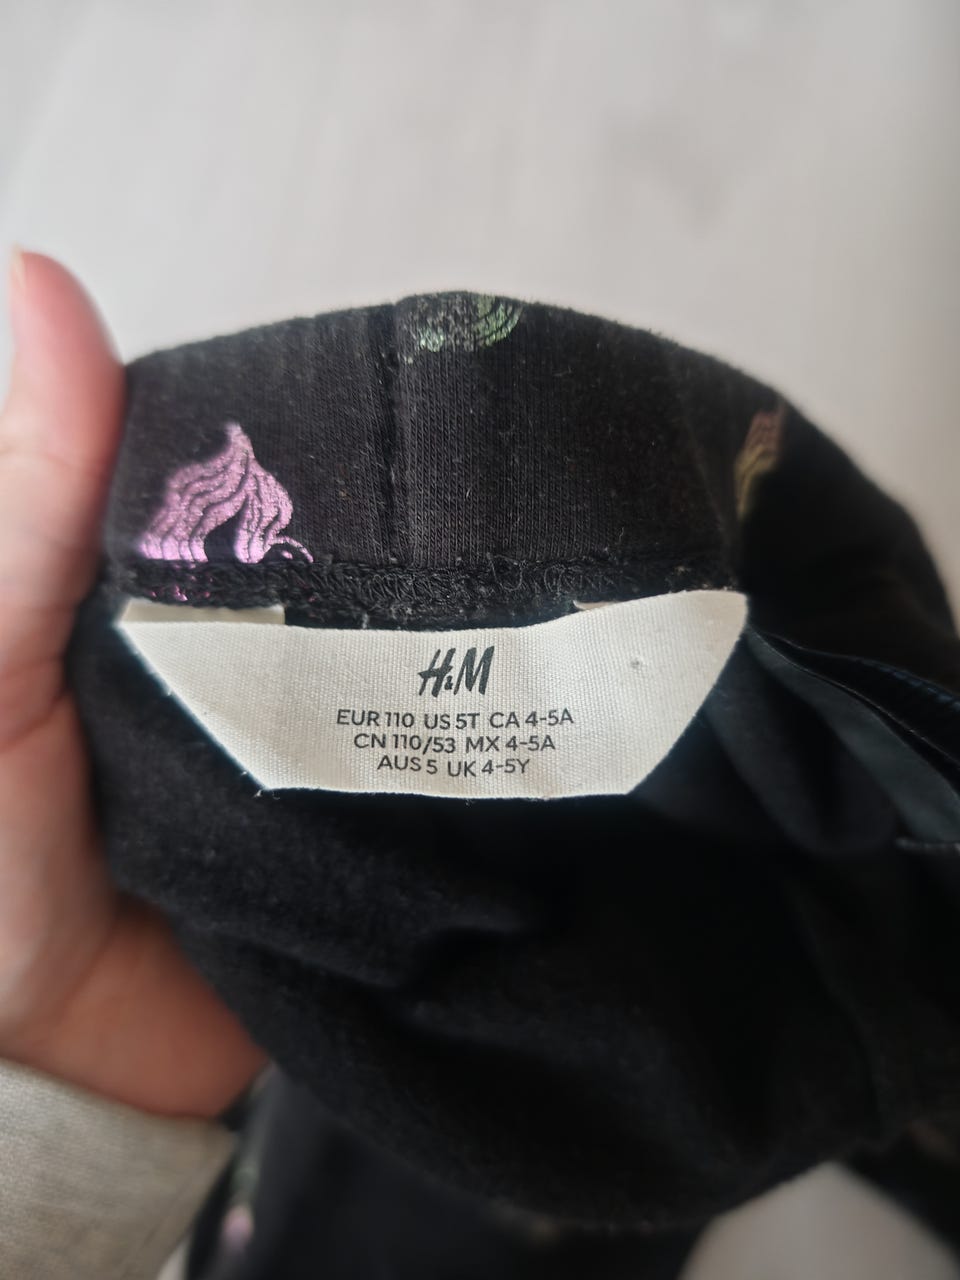 H&M
EUR 110 US 5T CA 4-5A
CN 110/53 MX 4-5A
AUS 5 UK 4-5Y